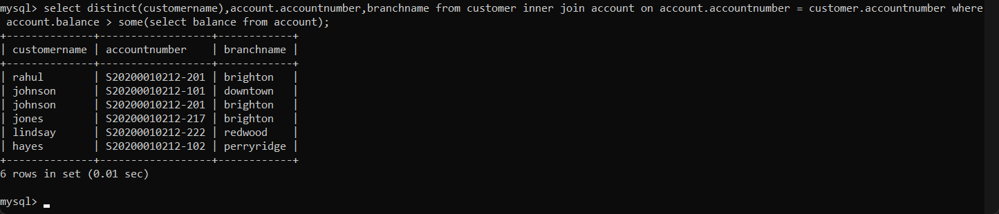 mysql> select distinct(customername),account.accountnumber,branchname from customer inner join account on account.accountnumber = customer.accountnumber where
 account.balance > some(select balance from account);
+--------------+------------------+------------+
| customername | accountnumber    | branchname |
+--------------+------------------+------------+
| rahul        | S20200010212-201 | brighton   |
| johnson      | S20200010212-101 | downtown   |
| johnson      | S20200010212-201 | brighton   |
| jones        | S20200010212-217 | brighton   |
| lindsay      | S20200010212-222 | redwood    |
| hayes        | S20200010212-102 | perryridge |
+--------------+------------------+------------+
6 rows in set (0.01 sec)
mysql>